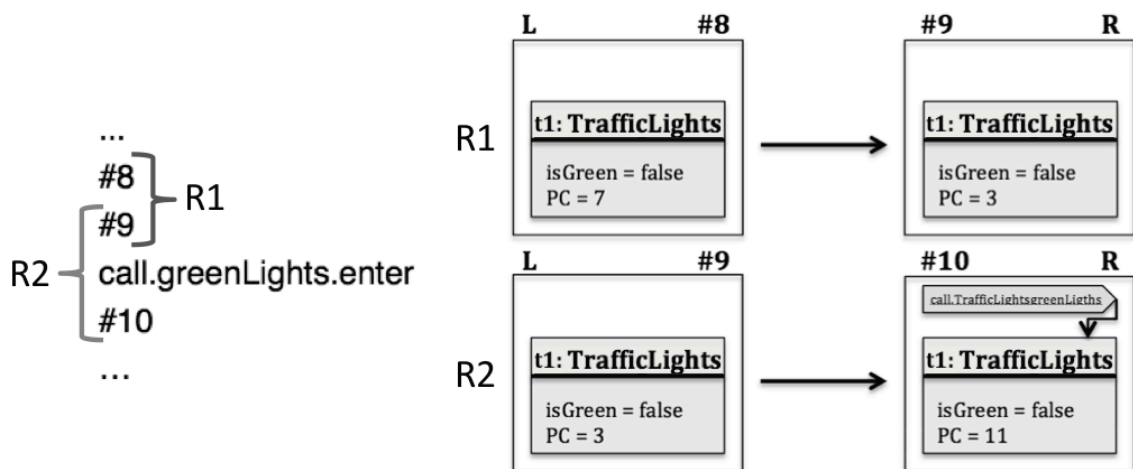 ...
#8
#9
call.greenLights.enter
#10
...
R1
R2
R1
L #8
t1: TrafficLights
isGreen = false
PC = 7
#9 R
t1: TrafficLights
isGreen = false
PC = 3
R2
L #9
t1: TrafficLights
isGreen = false
PC = 3
#10 R
call.TrafficLightsgreenLigths
t1: TrafficLights
isGreen = false
PC = 11